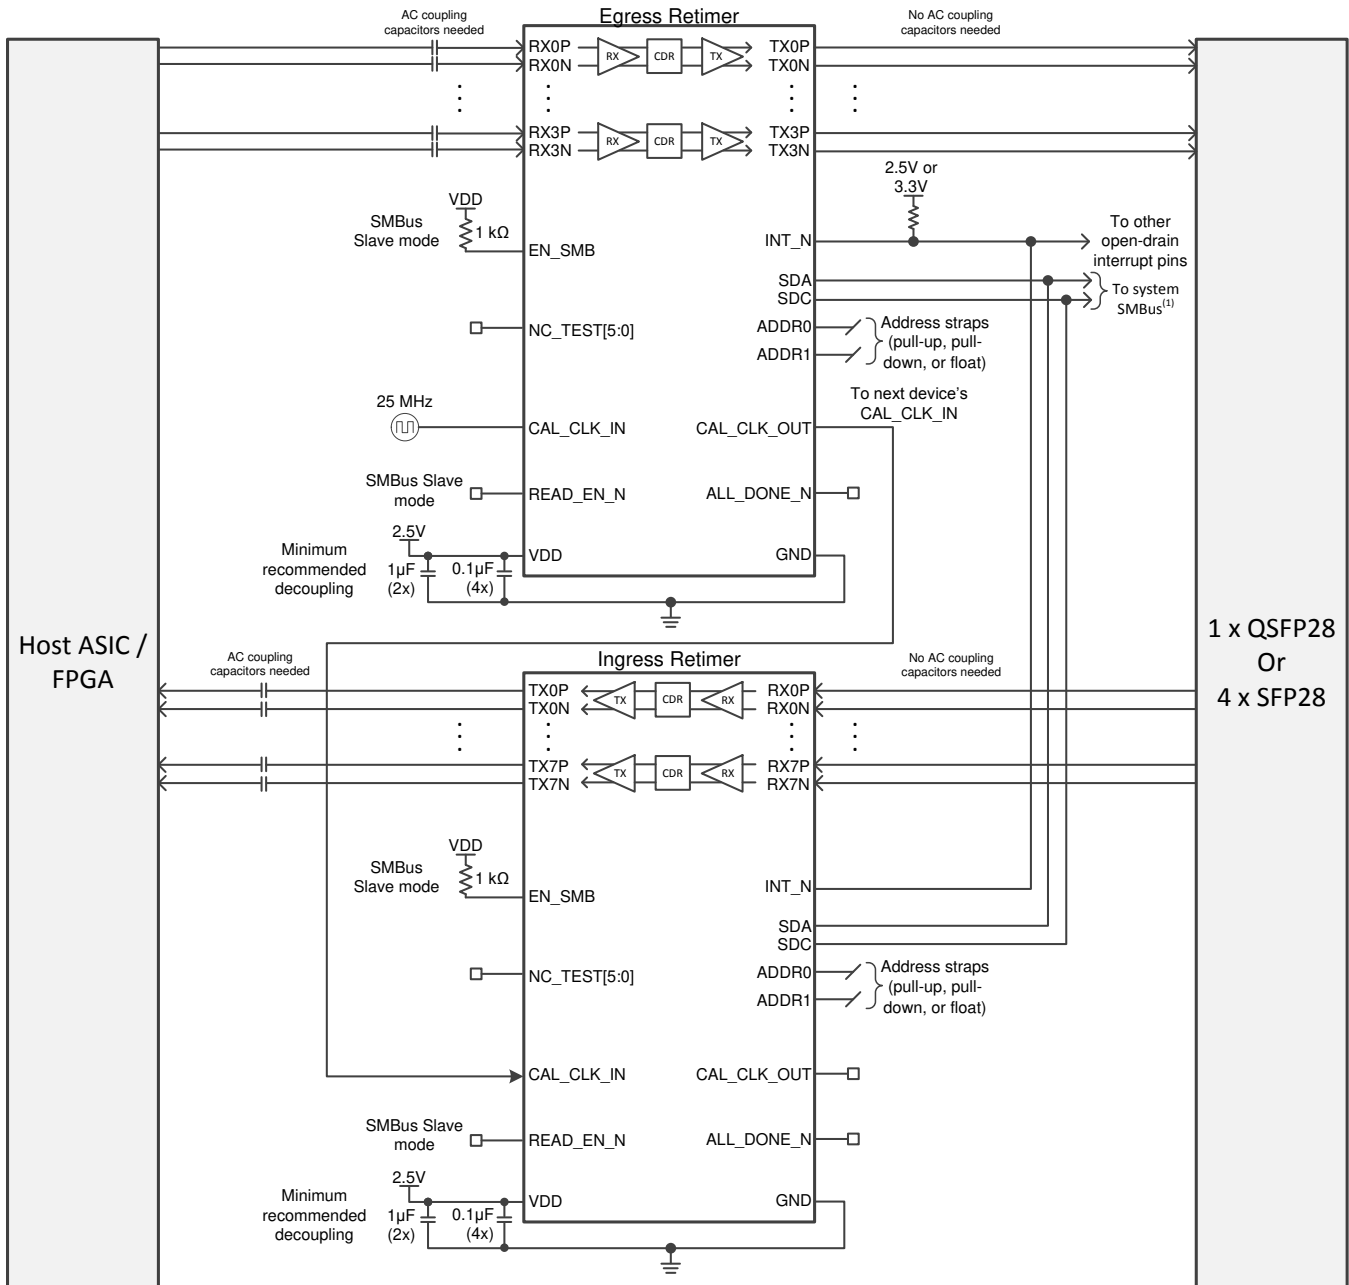 AC coupling
capacitors needed
Egress Retimer
No AC coupling
capacitors needed
RX0P
RX0N
RX
CDR
TX
TX0P
TX0N
RX3P
RX3N
RX
CDR
TX
TX3P
TX3N
2.5V or
3.3V
VDD
SMBus
Slave mode
1 kΩ
EN_SMB
INT_N
To other
open-drain
interrupt pins
SDA
SDC
To system
SMBus(1)
NC_TEST[5:0]
ADDR0
ADDR1
Address straps
(pull-up, pull-
down, or float)
To next device's
CAL_CLK_IN
25 MHz
CAL_CLK_IN
CAL_CLK_OUT
SMBus Slave
mode
READ_EN_N
ALL_DONE_N
2.5V
Minimum
recommended
decoupling
1µF
(2x)
0.1µF
(4x)
VDD
GND
Host ASIC /
FPGA
1 x QSFP28
Or
4 x SFP28
AC coupling
capacitors needed
Ingress Retimer
No AC coupling
capacitors needed
TX0P
TX0N
TX
CDR
RX
RX0P
RX0N
TX7P
TX7N
TX
CDR
RX
RX7P
RX7N
VDD
SMBus
Slave mode
1 kΩ
EN_SMB
INT_N
SDA
SDC
NC_TEST[5:0]
ADDR0
ADDR1
Address straps
(pull-up, pull-
down, or float)
CAL_CLK_IN
CAL_CLK_OUT
SMBus Slave
mode
READ_EN_N
ALL_DONE_N
2.5V
Minimum
recommended
decoupling
1µF
(2x)
0.1µF
(4x)
VDD
GND